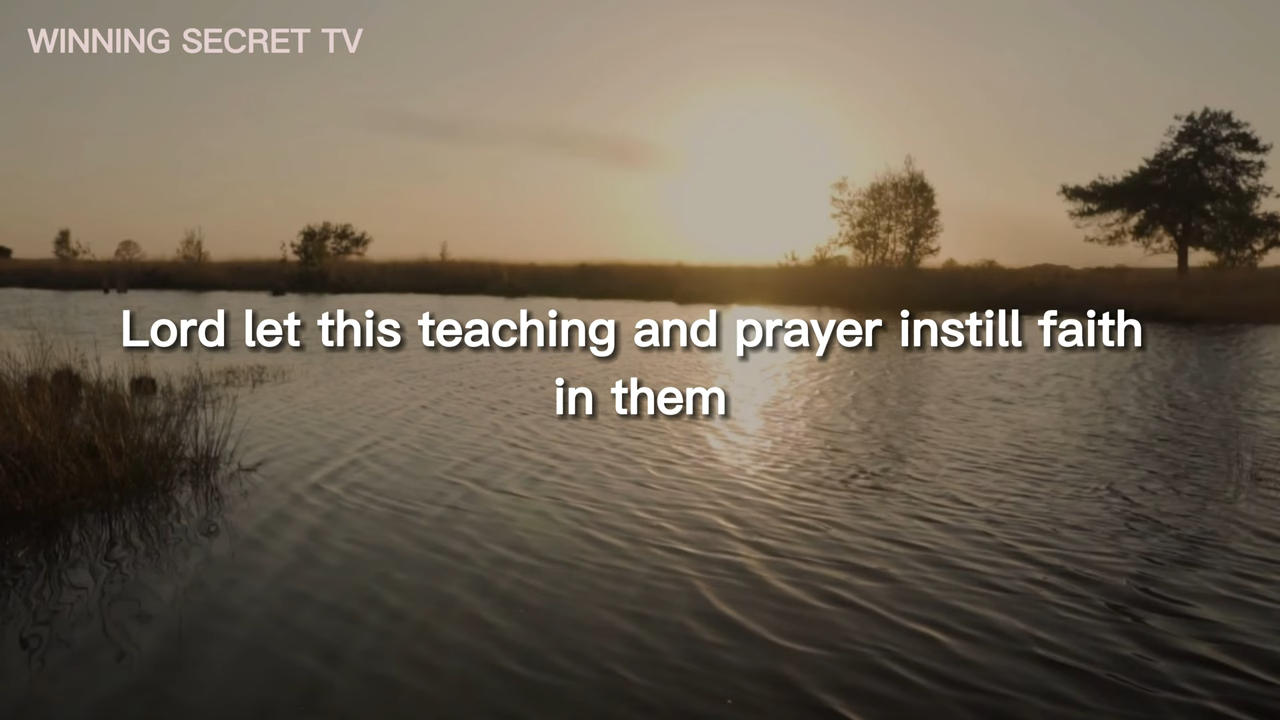 WINNING SECRET TV
Lord let this teaching and prayer instill faith
in them